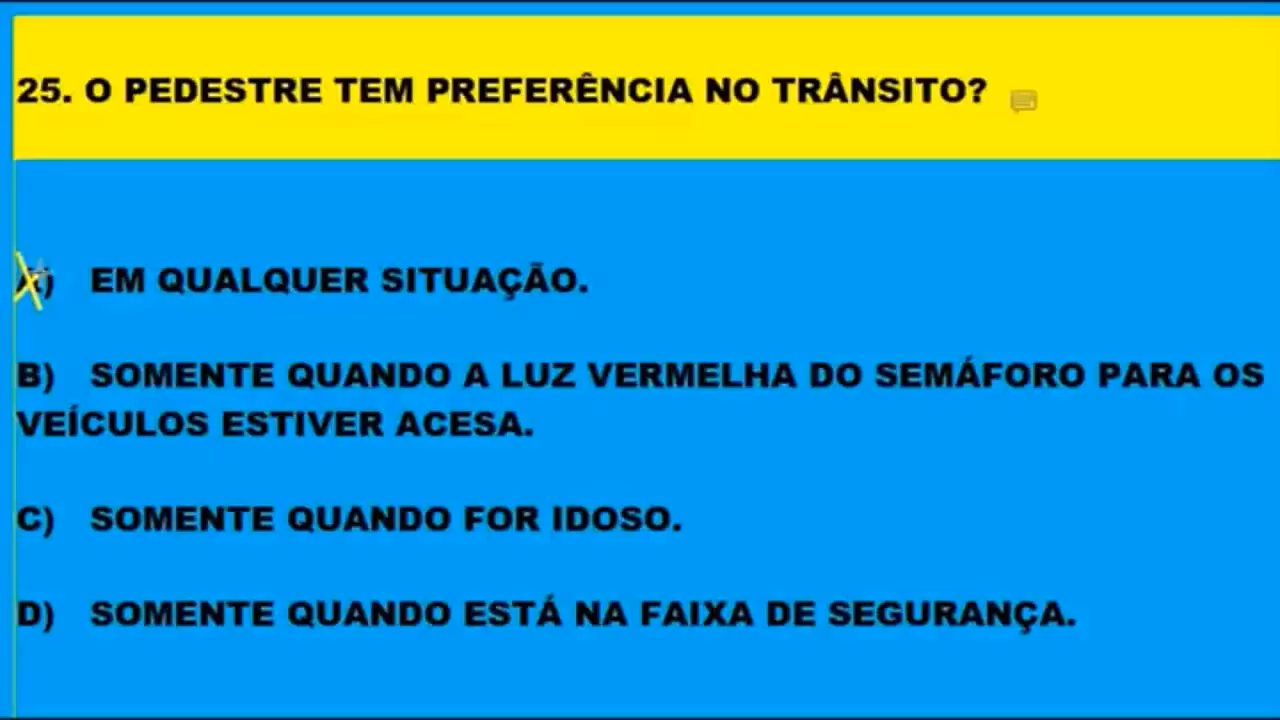 25. O PEDESTRE TEM PREFERÊNCIA NO TRÂNSITO?
A) EM QUALQUER SITUAÇÃO.
B) SOMENTE QUANDO A LUZ VERMELHA DO SEMÁFORO PARA OS
VEÍCULOS ESTIVER ACESA.
C) SOMENTE QUANDO FOR IDOSO.
D) SOMENTE QUANDO ESTÁ NA FAIXA DE SEGURANÇA.